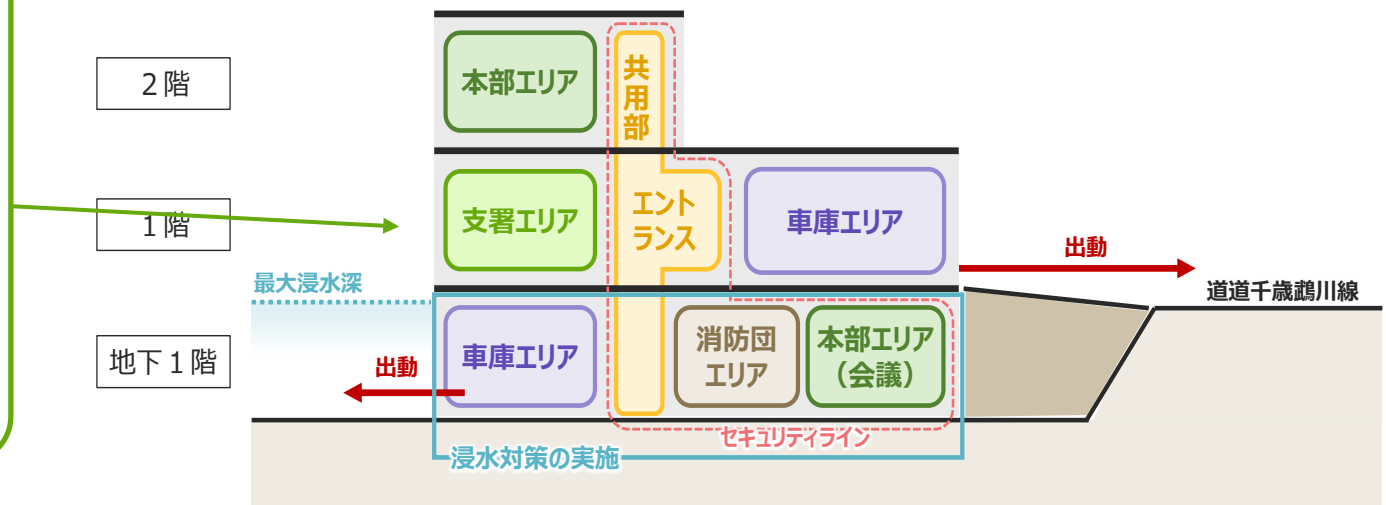 2階
本部エリア
共
用
部
1階
支署エリア
エント
ランス
車庫エリア
出動
最大浸水深
道道千歳鵡川線
地下1階
出動
車庫エリア
消防団
エリア
本部エリア
（会議）
セキュリティライン
浸水対策の実施